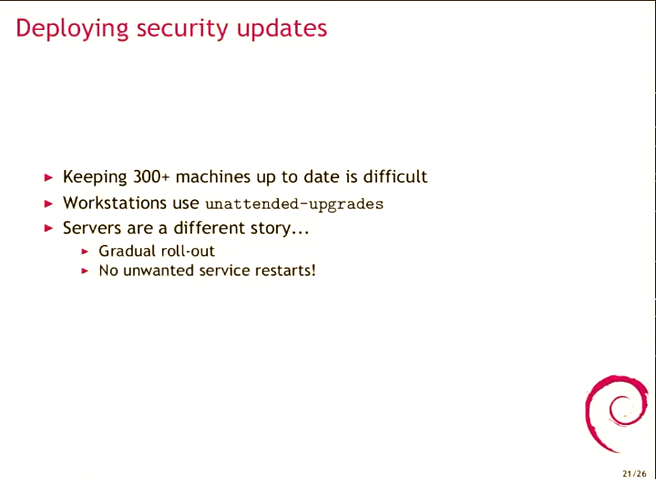 Deploying security updates
► Keeping 300+ machines up to date is difficult
► Workstations use unattended-upgrades
► Servers are a different story...
► Gradual roll-out
► No unwanted service restarts!
21/26